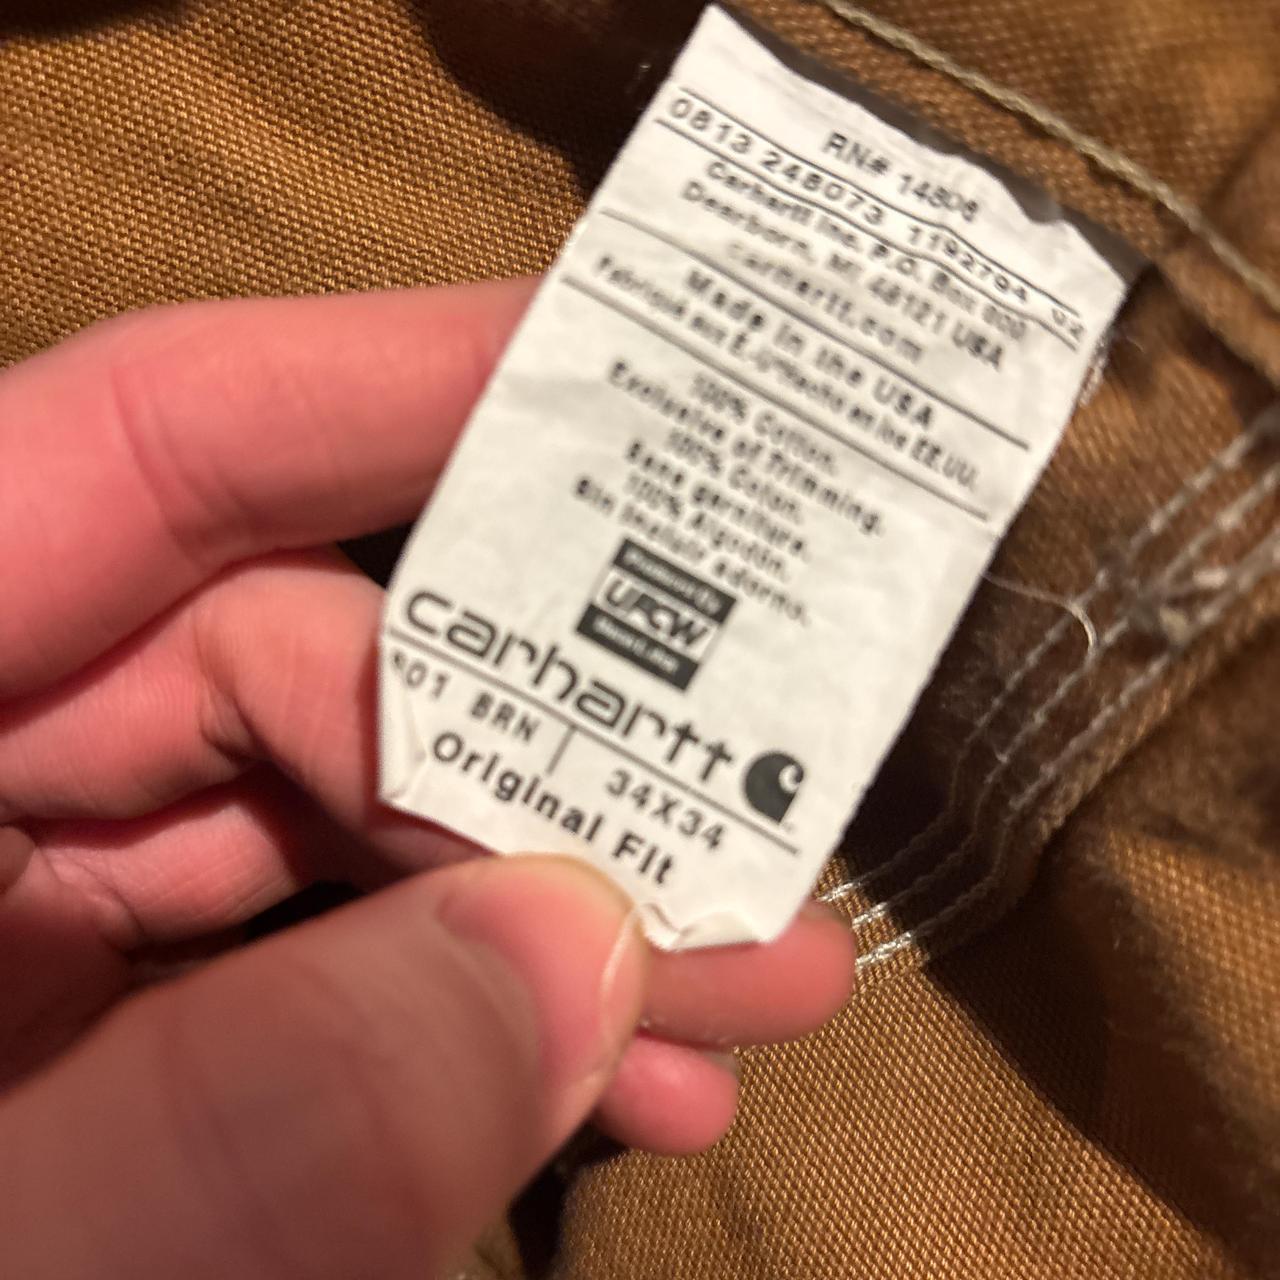 RN# 14806
0813 248073 1192794 02
Carhartt Inc. P.O. Box 600
Dearborn, MI 48121 USA
carhartt.com
Made in the USA
100% Cotton.
Exclusive of Trimming.
100% Coton.
Sans garniture.
100% Algodón.
Sin incluir adorno.
UFCW
carhartt
BRN 34X34
Original Fit